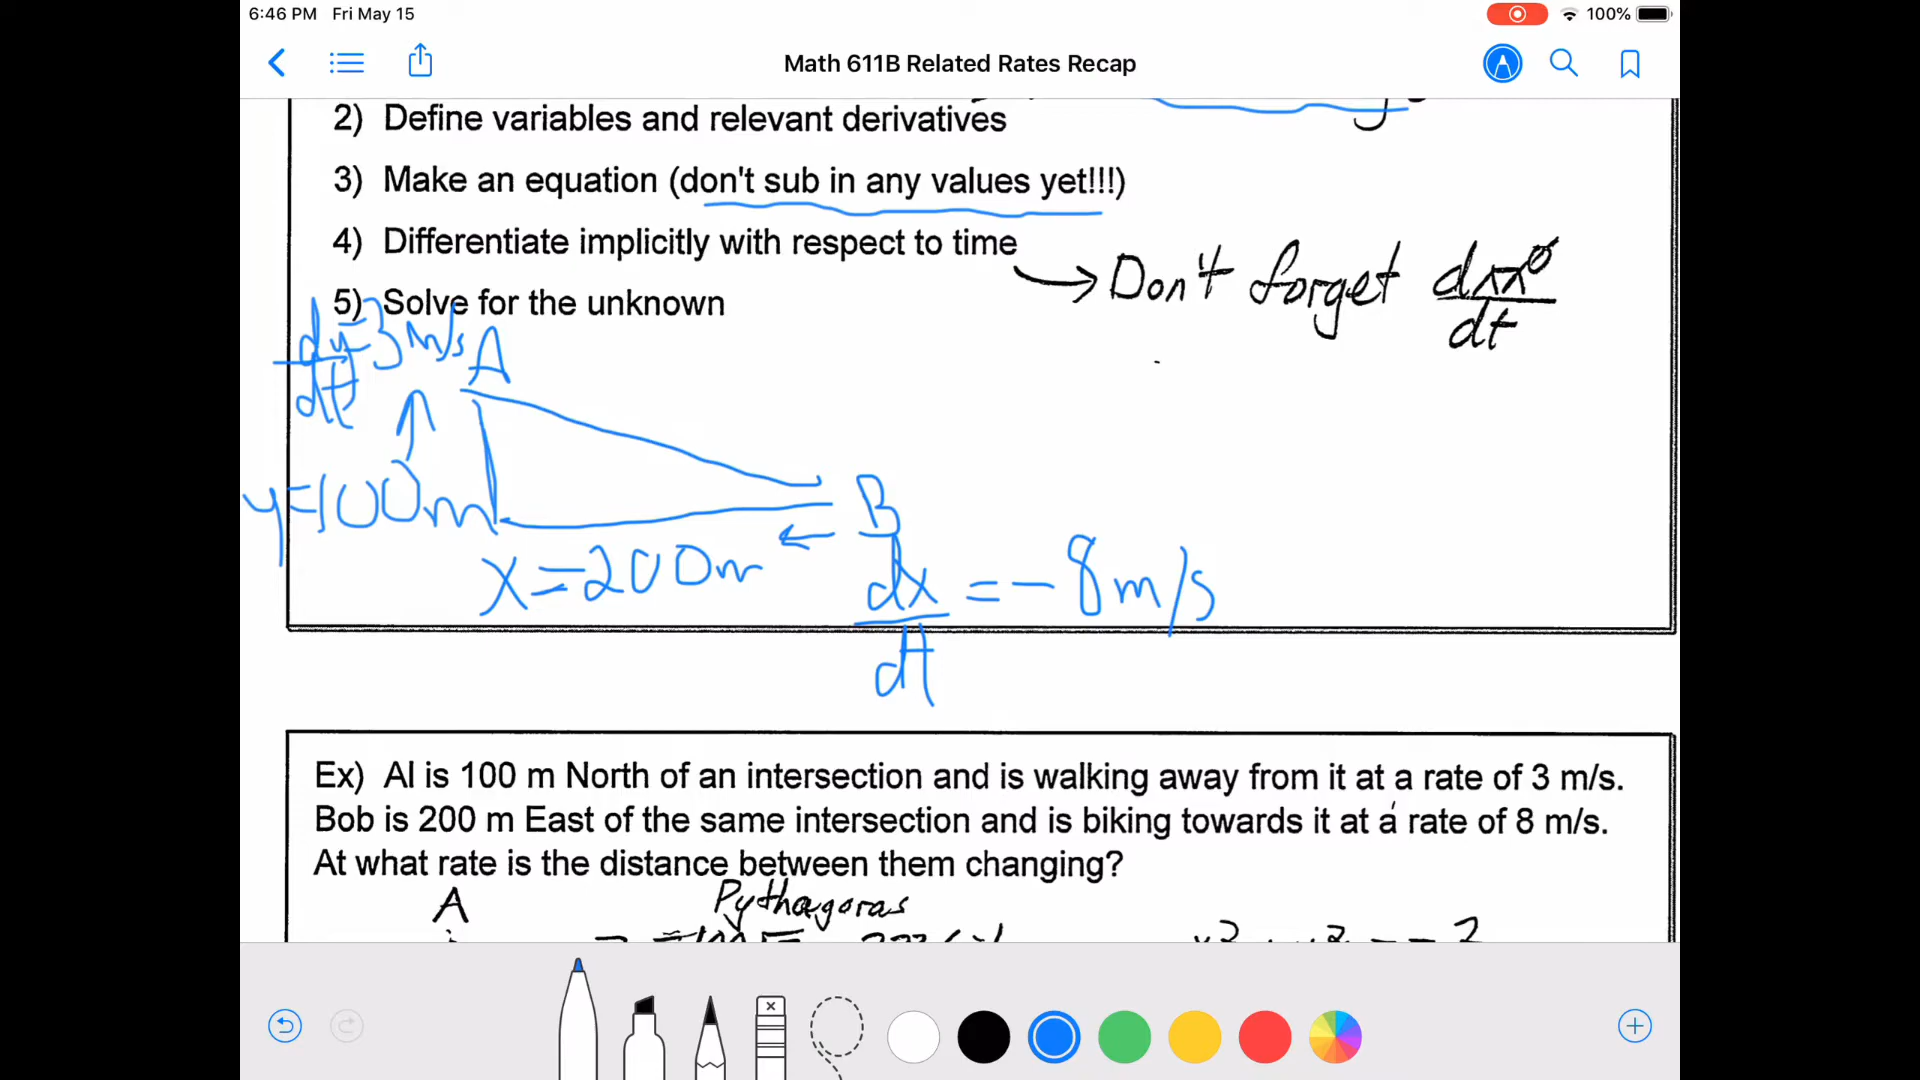 6:46 PM Fri May 15
100%
Math 611B Related Rates Recap
2) Define variables and relevant derivatives
3) Make an equation (don't sub in any values yet!!!)
4) Differentiate implicitly with respect to time
Don't forget
dt
5) Solve for the unknown
dy
dt
=3 m/s
A
y=100m
B
x=200m
dx
dt
=-8m/s
Ex) Al is 100 m North of an intersection and is walking away from it at a rate of 3 m/s.
Bob is 200 m East of the same intersection and is biking towards it at a rate of 8 m/s.
At what rate is the distance between them changing?
A
Pythagoras